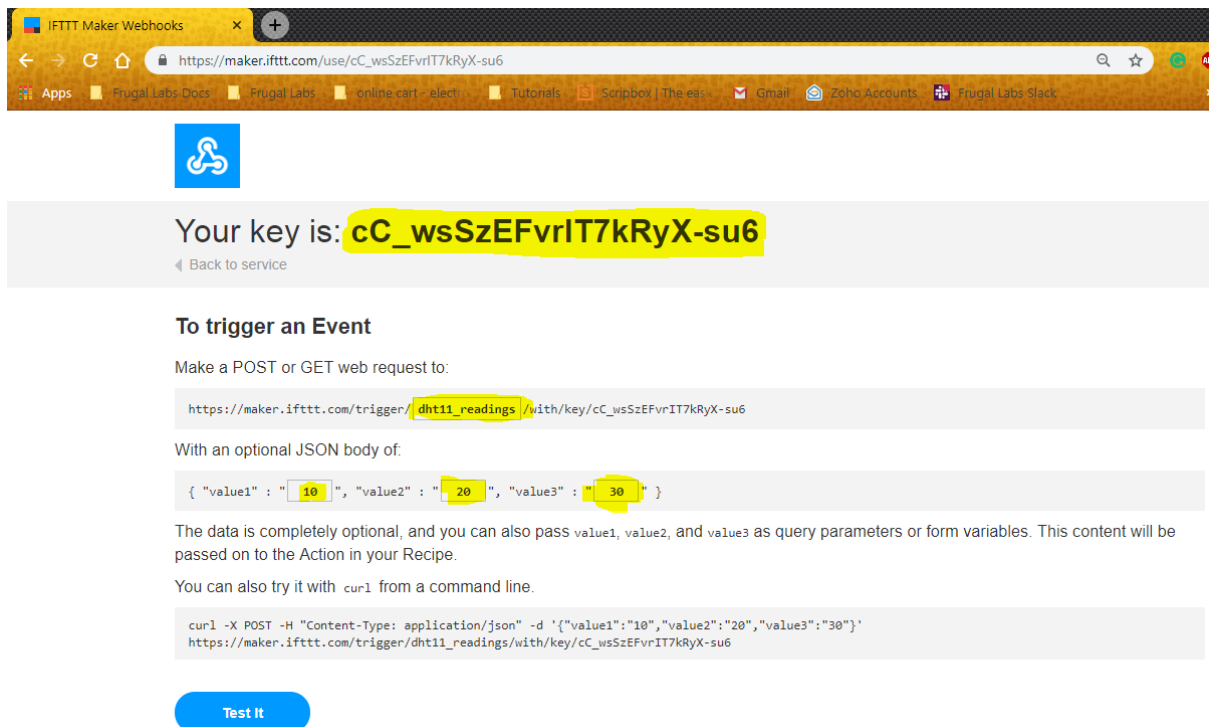 IFTTT Maker Webhooks
https://maker.ifttt.com/use/cC_wsSzEFvrIT7kRyX-su6
Apps Frugal Labs Docs Frugal Labs online cart - electr Tutorials Scripbox | The eas Gmail Zoho Accounts Frugal Labs Slack
Your key is: cC_wsSzEFvrIT7kRyX-su6
Back to service
To trigger an Event
Make a POST or GET web request to:
https://maker.ifttt.com/trigger/ dht11_readings /with/key/cC_wsSzEFvrIT7kRyX-su6
With an optional JSON body of:
{ "value1" : " 10 ", "value2" : " 20 ", "value3" : " 30 " }
The data is completely optional, and you can also pass value1, value2, and value3 as query parameters or form variables. This content will be
passed on to the Action in your Recipe.
You can also try it with curl from a command line.
curl -X POST -H "Content-Type: application/json" -d '{"value1":"10","value2":"20","value3":"30"}'
https://maker.ifttt.com/trigger/dht11_readings/with/key/cC_wsSzEFvrIT7kRyX-su6
Test It